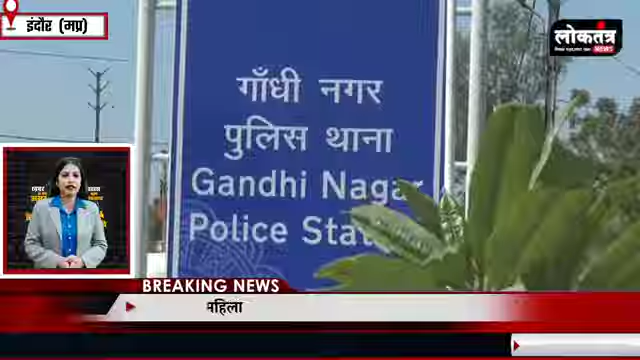 इंदौर (मप्र)
लोकतंत्र
NEWS
गाँधी नगर
पुलिस थाना
Gandhi Nagar
Police Stat
BREAKING NEWS
महिला